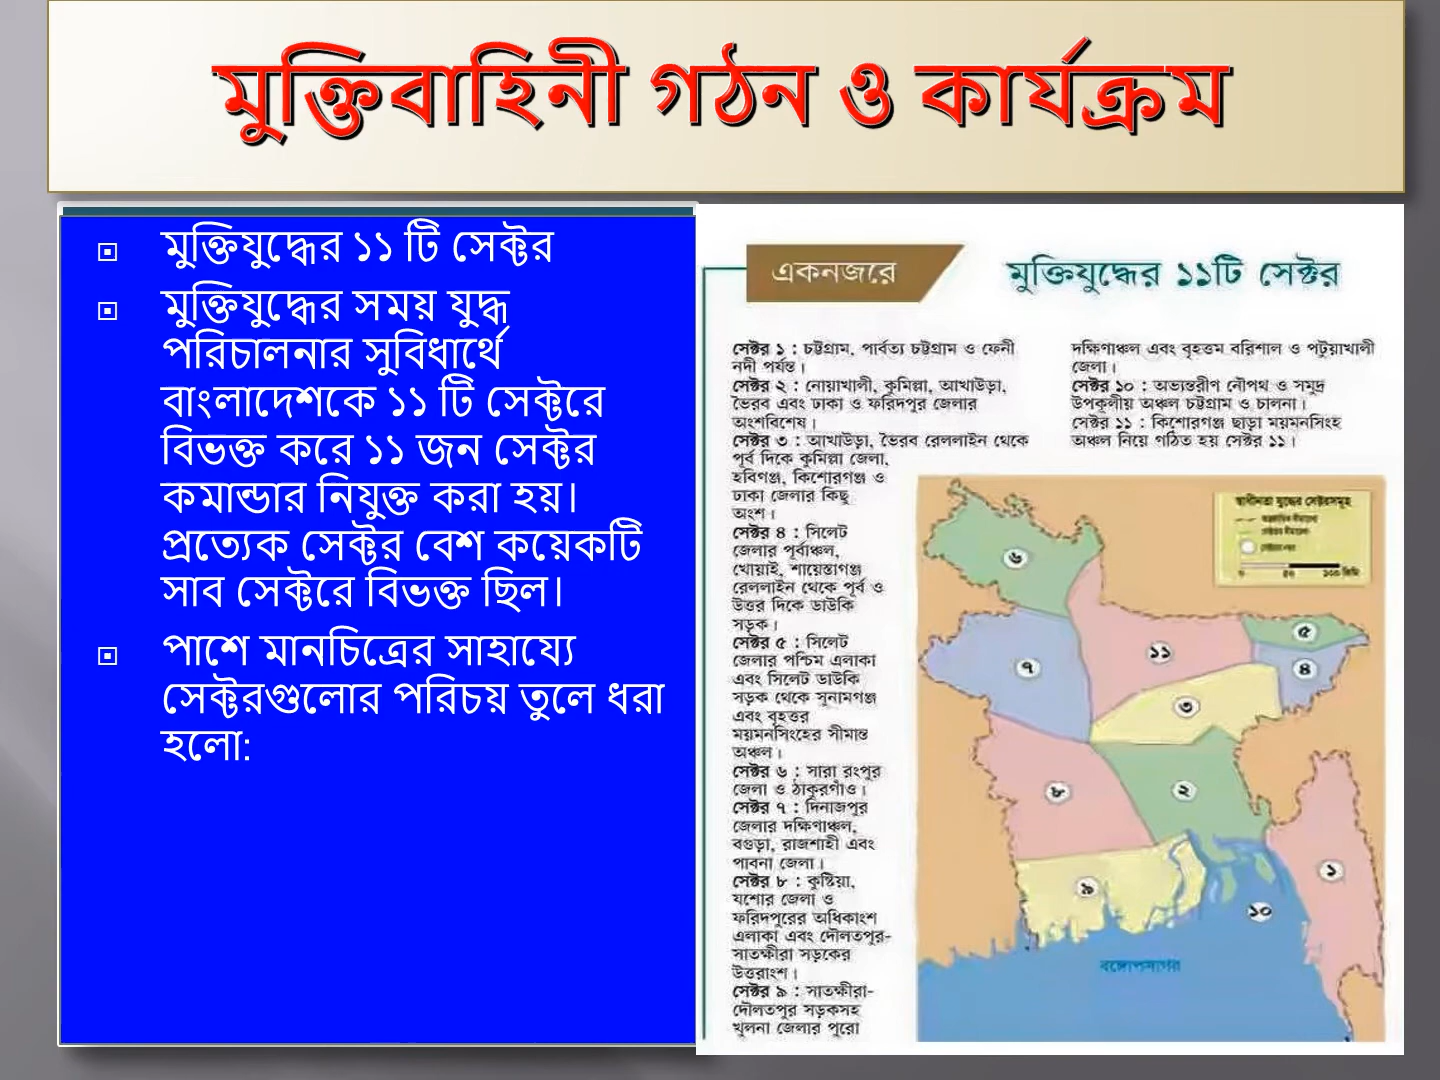 মুক্তিবাহিনী গঠন ও কার্যক্রম
মুক্তিযুদ্ধের ১১ টি সেক্টর
মুক্তিযুদ্ধের সময় যুদ্ধ
পরিচালনার সুবিধার্থে
বাংলাদেশকে ১১ টি সেক্টরে
বিভক্ত করে ১১ জন সেক্টর
কমান্ডার নিযুক্ত করা হয়।
প্রত্যেক সেক্টর বেশ কয়েকটি
সাব সেক্টরে বিভক্ত ছিল।
পাশে মানচিত্রের সাহায্যে
সেক্টরগুলোর পরিচয় তুলে ধরা
হলো:
একনজরে
মুক্তিযুদ্ধের ১১টি সেক্টর
সেক্টর ১ : চট্টগ্রাম, পার্বত্য চট্টগ্রাম ও ফেনী
নদী পর্যন্ত।
সেক্টর ২ : নোয়াখালী, কুমিল্লা, আখাউড়া,
ভৈরব এবং ঢাকা ও ফরিদপুর জেলার
অংশবিশেষ।
সেক্টর ৩ : আখাউড়া, ভৈরব রেললাইন থেকে
পূর্ব দিকে কুমিল্লা জেলা,
হবিগঞ্জ, কিশোরগঞ্জ ও
ঢাকা জেলার কিছু
অংশ।
সেক্টর ৪ : সিলেট
জেলার পূর্বাঞ্চল,
খোয়াই, শায়েস্তাগঞ্জ
রেললাইন থেকে পূর্ব ও
উত্তর দিকে ডাউকি
সড়ক।
সেক্টর ৫ : সিলেট
জেলার পশ্চিম এলাকা
এবং সিলেট ডাউকি
সড়ক থেকে সুনামগঞ্জ
এবং বৃহত্তর
ময়মনসিংহের সীমান্ত
অঞ্চল।
সেক্টর ৬ : সারা রংপুর
জেলা ও ঠাকুরগাঁও।
সেক্টর ৭ : দিনাজপুর
জেলার দক্ষিণাঞ্চল,
বগুড়া, রাজশাহী এবং
পাবনা জেলা।
সেক্টর ৮ : কুষ্টিয়া,
যশোর জেলা ও
ফরিদপুরের অধিকাংশ
এলাকা এবং দৌলতপুর-
সাতক্ষীরা সড়কের
উত্তরাংশ।
সেক্টর ৯ : সাতক্ষীরা-
দৌলতপুর সড়কসহ
খুলনা জেলার পুরো
দক্ষিণাঞ্চল এবং বৃহত্তম বরিশাল ও পটুয়াখালী
জেলা।
সেক্টর ১০ : অভ্যন্তরীণ নৌপথ ও সমুদ্র
উপকূলীয় অঞ্চল চট্টগ্রাম ও চালনা।
সেক্টর ১১ : কিশোরগঞ্জ ছাড়া ময়মনসিংহ
অঞ্চল নিয়ে গঠিত হয় সেক্টর ১১।
স্বাধীনতা যুদ্ধের সেক্টরসমূহ
০ ৫০ ১০০ কিমি
৬
৫
১১
৭
৪
৩
৮
২
১
৯
১০
বঙ্গোপসাগর